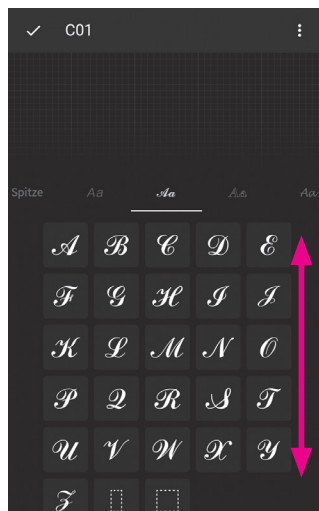 C01
Spitze Aa Aa Aa Aa
A B C D E
F G H I J
K L M N O
P Q R S T
U V W X Y
Z